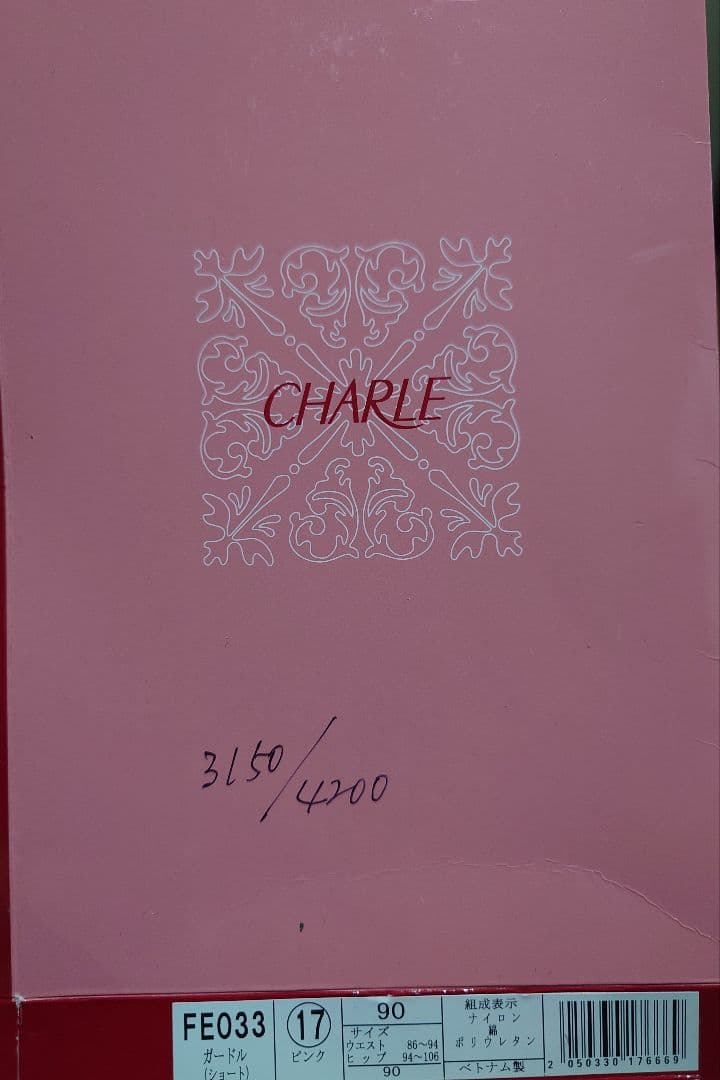 CHARLE
3150/4200
FE033
ガードル
(ショート)
17
ピンク
90
サイズ
ウエスト 86~94
ヒップ 94~106
90
組成表示
ナイロン
綿
ポリウレタン
ベトナム製
2 050330 176669